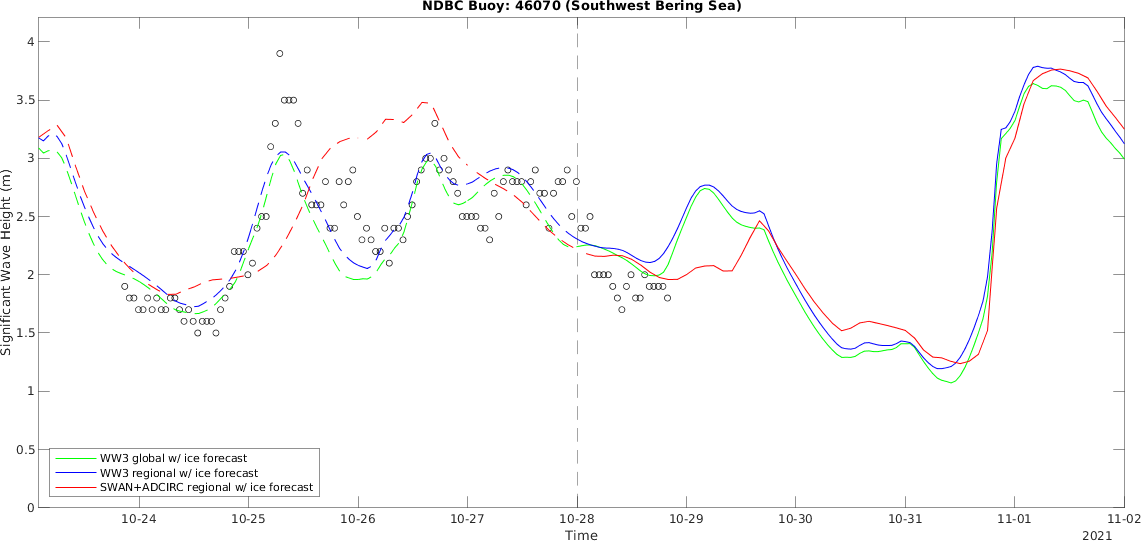 NDBC Buoy: 46070 (Southwest Bering Sea)
Significant Wave Height (m)
4
3.5
3
2.5
2
1.5
1
0.5
0
WW3 global w/ ice forecast
WW3 regional w/ ice forecast
SWAN+ADCIRC regional w/ ice forecast
10-24 10-25 10-26 10-27 10-28 10-29 10-30 10-31 11-01 11-02
Time
2021